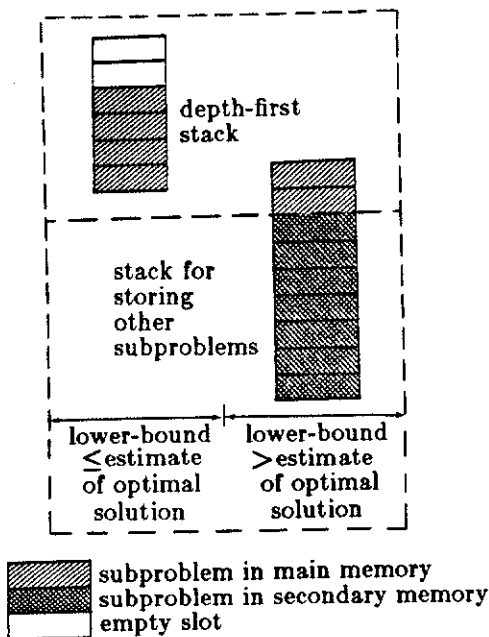 depth-first
stack
stack for
storing
other
subproblems
lower-bound
≤estimate
of optimal
solution
lower-bound
>estimate
of optimal
solution
subproblem in main memory
subproblem in secondary memory
empty slot